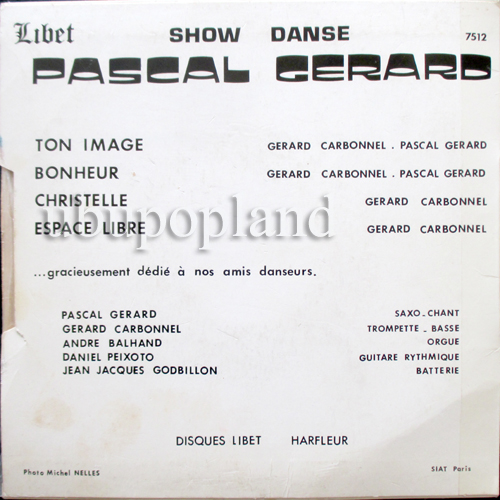 Libet SHOW DANSE 7512
PASCAL GERARD
TON IMAGE GERARD CARBONNEL . PASCAL GERARD
BONHEUR GERARD CARBONNEL . PASCAL GERARD
CHRISTELLE GERARD CARBONNEL
ubupopland
ESPACE LIBRE GERARD CARBONNEL
...gracieusement dédié à nos amis danseurs.
PASCAL GERARD SAXO_CHANT
GERARD CARBONNEL TROMPETTE _ BASSE
ANDRE BALHAND ORGUE
DANIEL PEIXOTO GUITARE RYTHMIQUE
JEAN JACQUES GODBILLON BATTERIE
DISQUES LIBET HARFLEUR
Photo Michel NELLES SIAT Paris